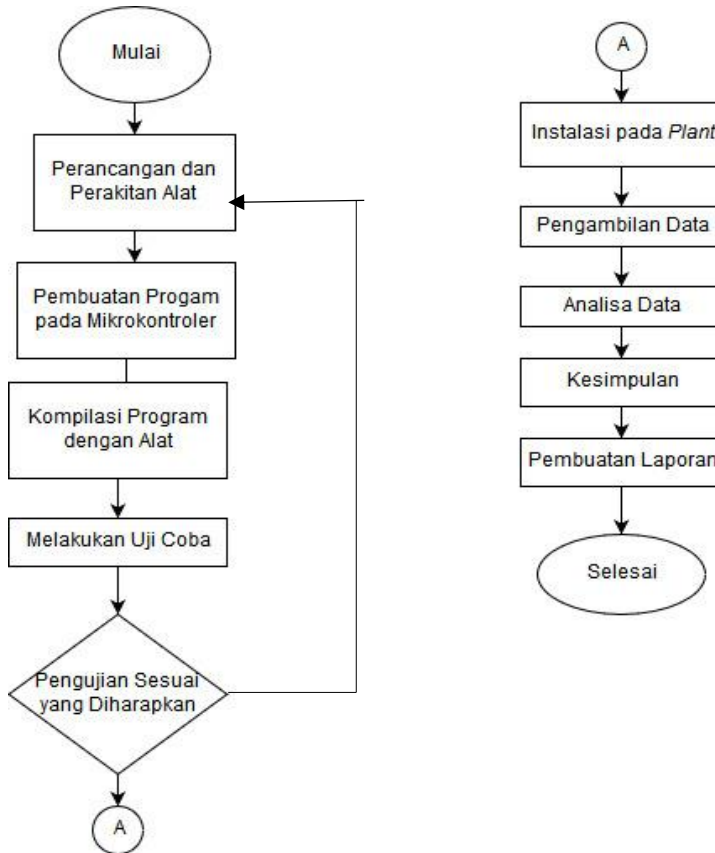 Mulai
Perancangan dan
Perakitan Alat
Pembuatan Progam
pada Mikrokontroler
Kompilasi Program
dengan Alat
Melakukan Uji Coba
Pengujian Sesuai
yang Diharapkan
A
A
Instalasi pada Plant
Pengambilan Data
Analisa Data
Kesimpulan
Pembuatan Laporan
Selesai